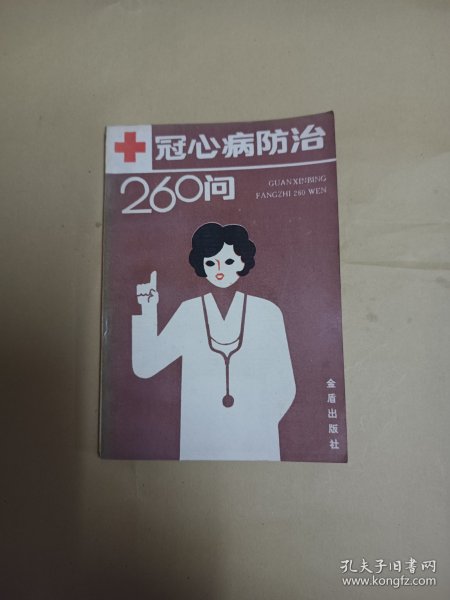 冠心病防治
260问
GUANXINBING
FANGZHI 260 WEN
金盾出版社
孔夫子旧书网
www.kongfz.com